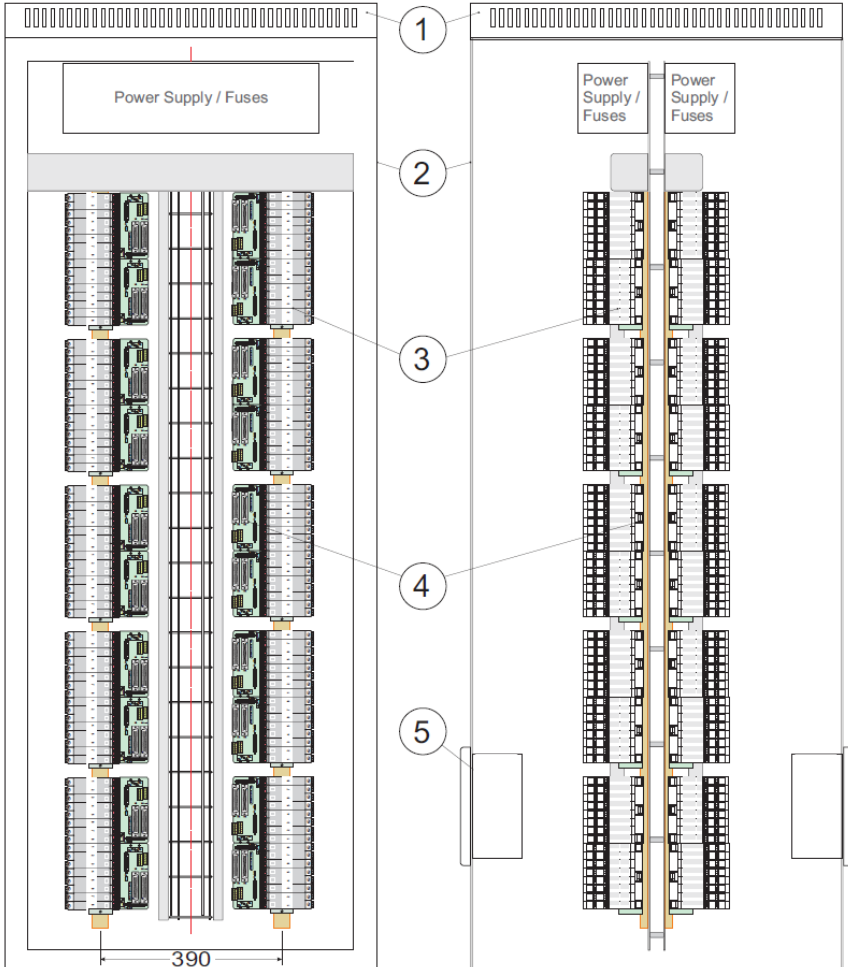 1
Power Supply / Fuses
Power
Supply /
Fuses
Power
Supply /
Fuses
2
3
4
5
390